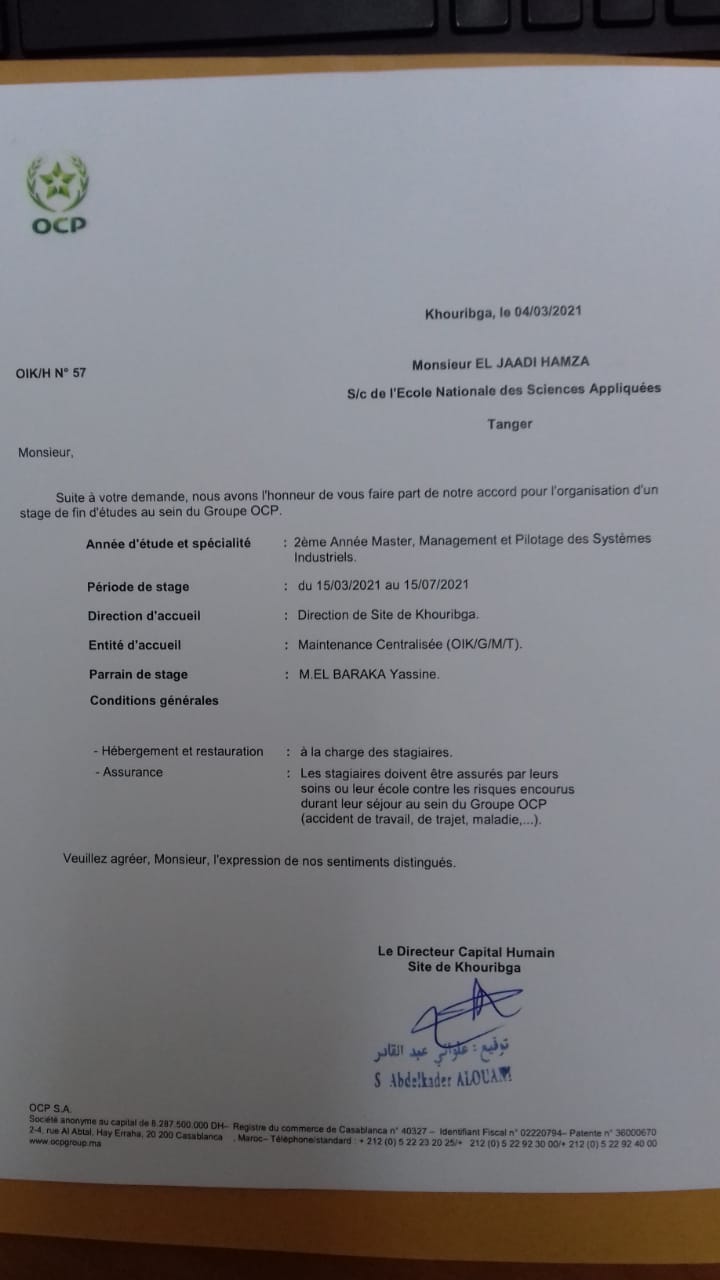 OCP
Khouribga, le 04/03/2021
OIK/H N° 57
Monsieur EL JAADI HAMZA
S/c de l'Ecole Nationale des Sciences Appliquées
Tanger
Monsieur,
Suite à votre demande, nous avons l'honneur de vous faire part de notre accord pour l'organisation d'un
stage de fin d'études au sein du Groupe OCP.
Année d'étude et spécialité : 2ème Année Master, Management et Pilotage des Systèmes
Industriels.
Période de stage : du 15/03/2021 au 15/07/2021
Direction d'accueil : Direction de Site de Khouribga.
Entité d'accueil : Maintenance Centralisée (OIK/G/M/T).
Parrain de stage : M.EL BARAKA Yassine.
Conditions générales
- Hébergement et restauration : à la charge des stagiaires.
- Assurance : Les stagiaires doivent être assurés par leurs
soins ou leur école contre les risques encourus
durant leur séjour au sein du Groupe OCP
(accident de travail, de trajet, maladie,...).
Veuillez agréer, Monsieur, l'expression de nos sentiments distingués.
Le Directeur Capital Humain
Site de Khouribga
توقيع : علواني عبد القادر
S Abdelkader ALOUANI
OCP S.A.
Société anonyme au capital de 8.287.500.000 DH– Registre du commerce de Casablanca n° 40327 – Identifiant Fiscal n° 02220794– Patente n° 36000670
2-4, rue Al Abtal, Hay Erraha, 20 200 Casablanca . Maroc– Téléphone/standard : + 212 (0) 5 22 23 20 25/+ 212 (0) 5 22 92 30 00/+ 212 (0) 5 22 92 40 00
www.ocpgroup.ma